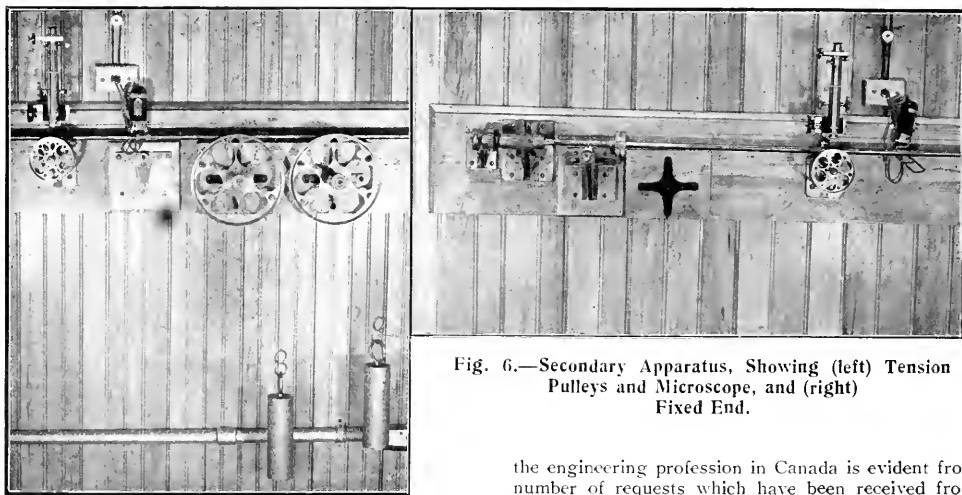 Fig. 6.—Secondary Apparatus, Showing (left) Tension
Pulleys and Microscope, and (right)
Fixed End.
the engineering profession in Canada is evident fro
number of requests which have been received fro